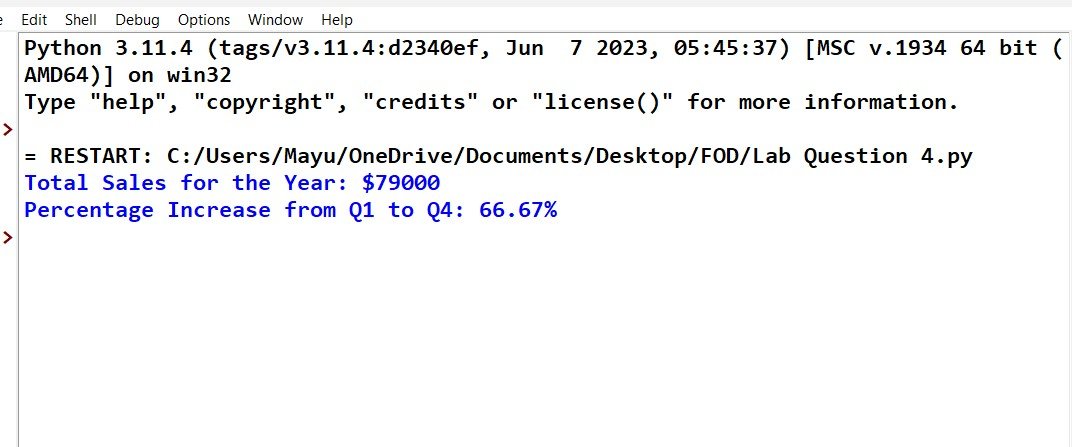 e Edit Shell Debug Options Window Help
Python 3.11.4 (tags/v3.11.4:d2340ef, Jun  7 2023, 05:45:37) [MSC v.1934 64 bit (
AMD64)] on win32
Type "help", "copyright", "credits" or "license()" for more information.
>
= RESTART: C:/Users/Mayu/OneDrive/Documents/Desktop/FOD/Lab Question 4.py
Total Sales for the Year: $79000
Percentage Increase from Q1 to Q4: 66.67%
>